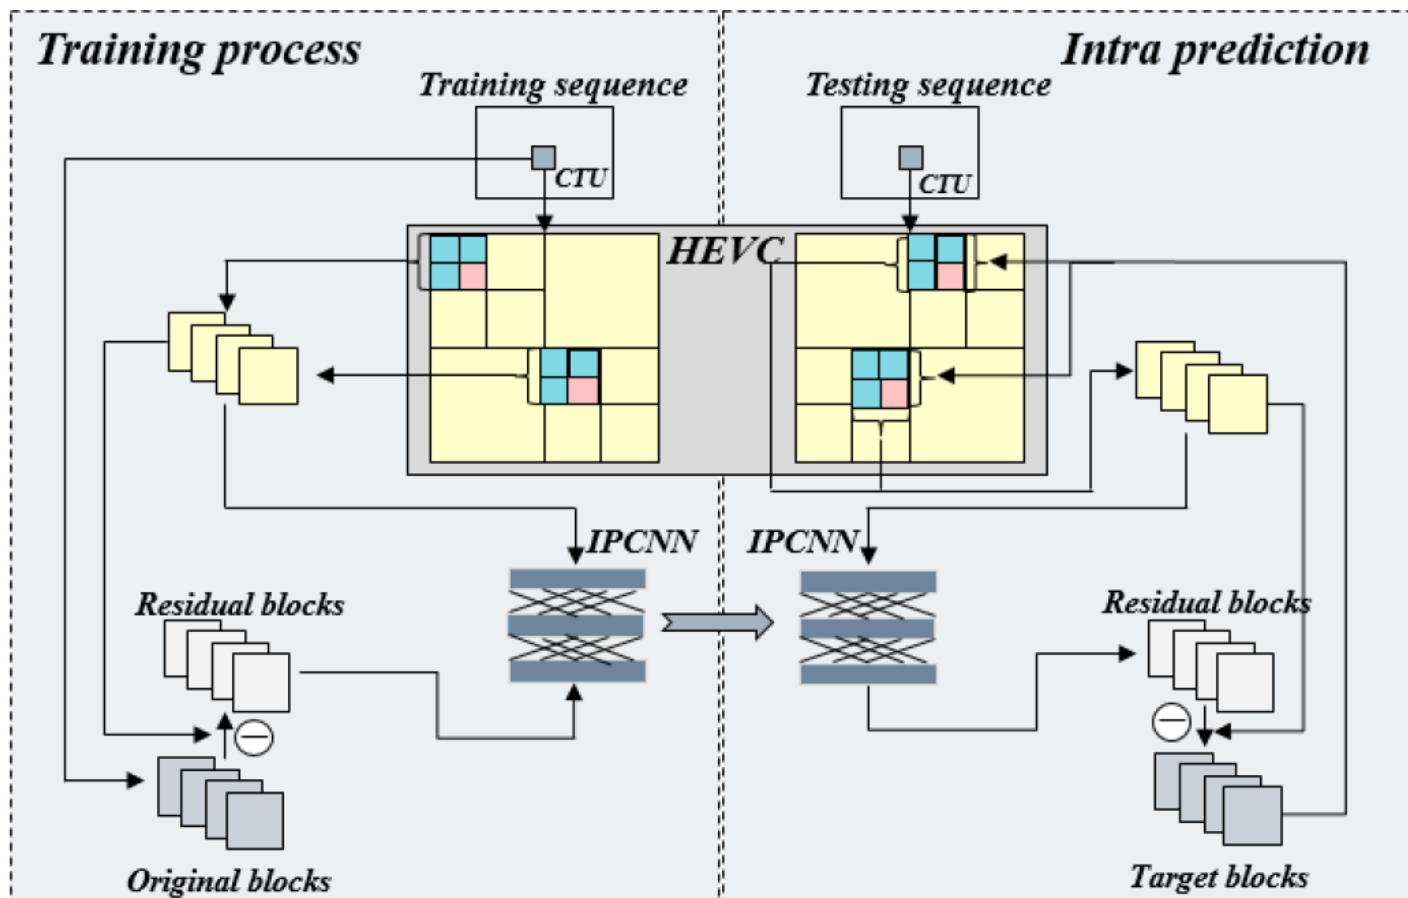 Training process
Intra prediction
Training sequence
Testing sequence
CTU
CTU
HEVC
IPCNN
IPCNN
Residual blocks
Residual blocks
Original blocks
Target blocks